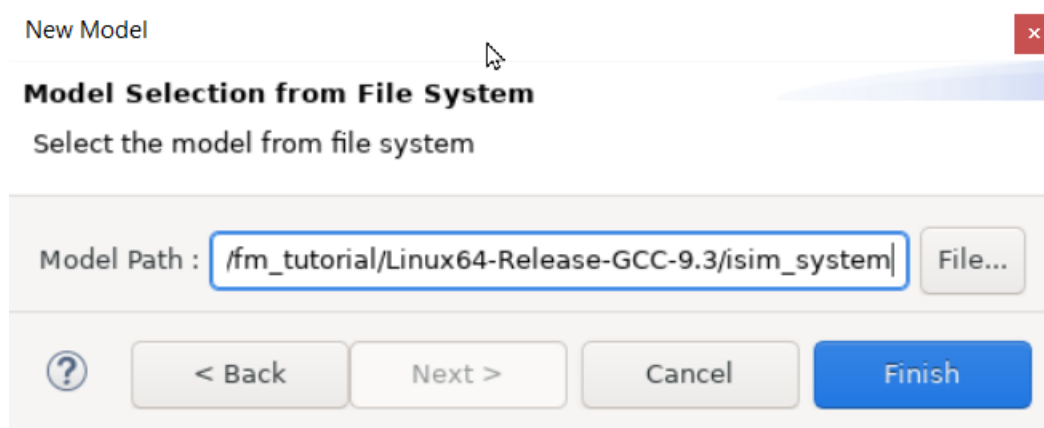 New Model
×
Model Selection from File System
Select the model from file system
Model Path : /fm_tutorial/Linux64-Release-GCC-9.3/isim_system File...
? < Back Next > Cancel Finish